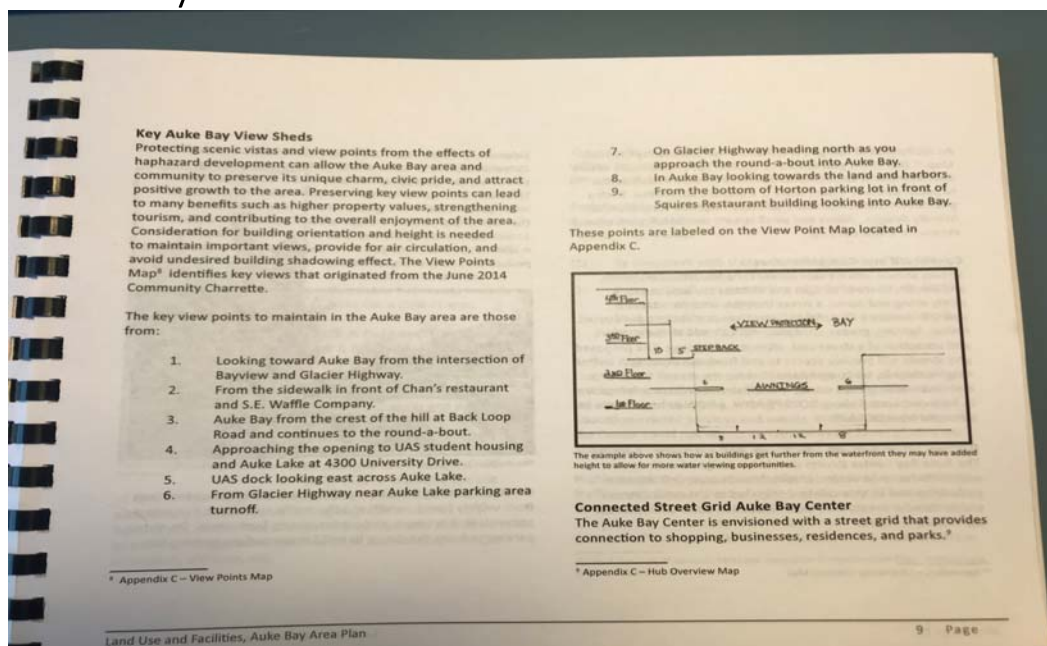 Key Auke Bay View Sheds
Protecting scenic vistas and view points from the effects of
haphazard development can allow the Auke Bay area and
community to preserve its unique charm, civic pride, and attract
positive growth to the area. Preserving key view points can lead
to many benefits such as higher property values, strengthening
tourism, and contributing to the overall enjoyment of the area.
Consideration for building orientation and height is needed
to maintain important views, provide for air circulation, and
avoid undesired building shadowing effect. The View Points
Map⁸ identifies key views that originated from the June 2014
Community Charrette.
The key view points to maintain in the Auke Bay area are those
from:
1. Looking toward Auke Bay from the intersection of
Bayview and Glacier Highway.
2. From the sidewalk in front of Chan's restaurant
and S.E. Waffle Company.
3. Auke Bay from the crest of the hill at Back Loop
Road and continues to the round-a-bout.
4. Approaching the opening to UAS student housing
and Auke Lake at 4300 University Drive.
5. UAS dock looking east across Auke Lake.
6. From Glacier Highway near Auke Lake parking area
turnoff.
⁸ Appendix C – View Points Map
7. On Glacier Highway heading north as you
approach the round-a-bout into Auke Bay.
8. In Auke Bay looking towards the land and harbors.
9. From the bottom of Horton parking lot in front of
Squires Restaurant building looking into Auke Bay.
These points are labeled on the View Point Map located in
Appendix C.
4th Floor
VIEW PROTECTION BAY
3RD Floor
10 5' STEP BACK
2ND Floor
6 AWNINGS 6
1st Floor
12 12 8
The example above shows how as buildings get further from the waterfront they may have added
height to allow for more water viewing opportunities.
Connected Street Grid Auke Bay Center
The Auke Bay Center is envisioned with a street grid that provides
connection to shopping, businesses, residences, and parks.⁹
⁹ Appendix C – Hub Overview Map
Land Use and Facilities, Auke Bay Area Plan
9 Page